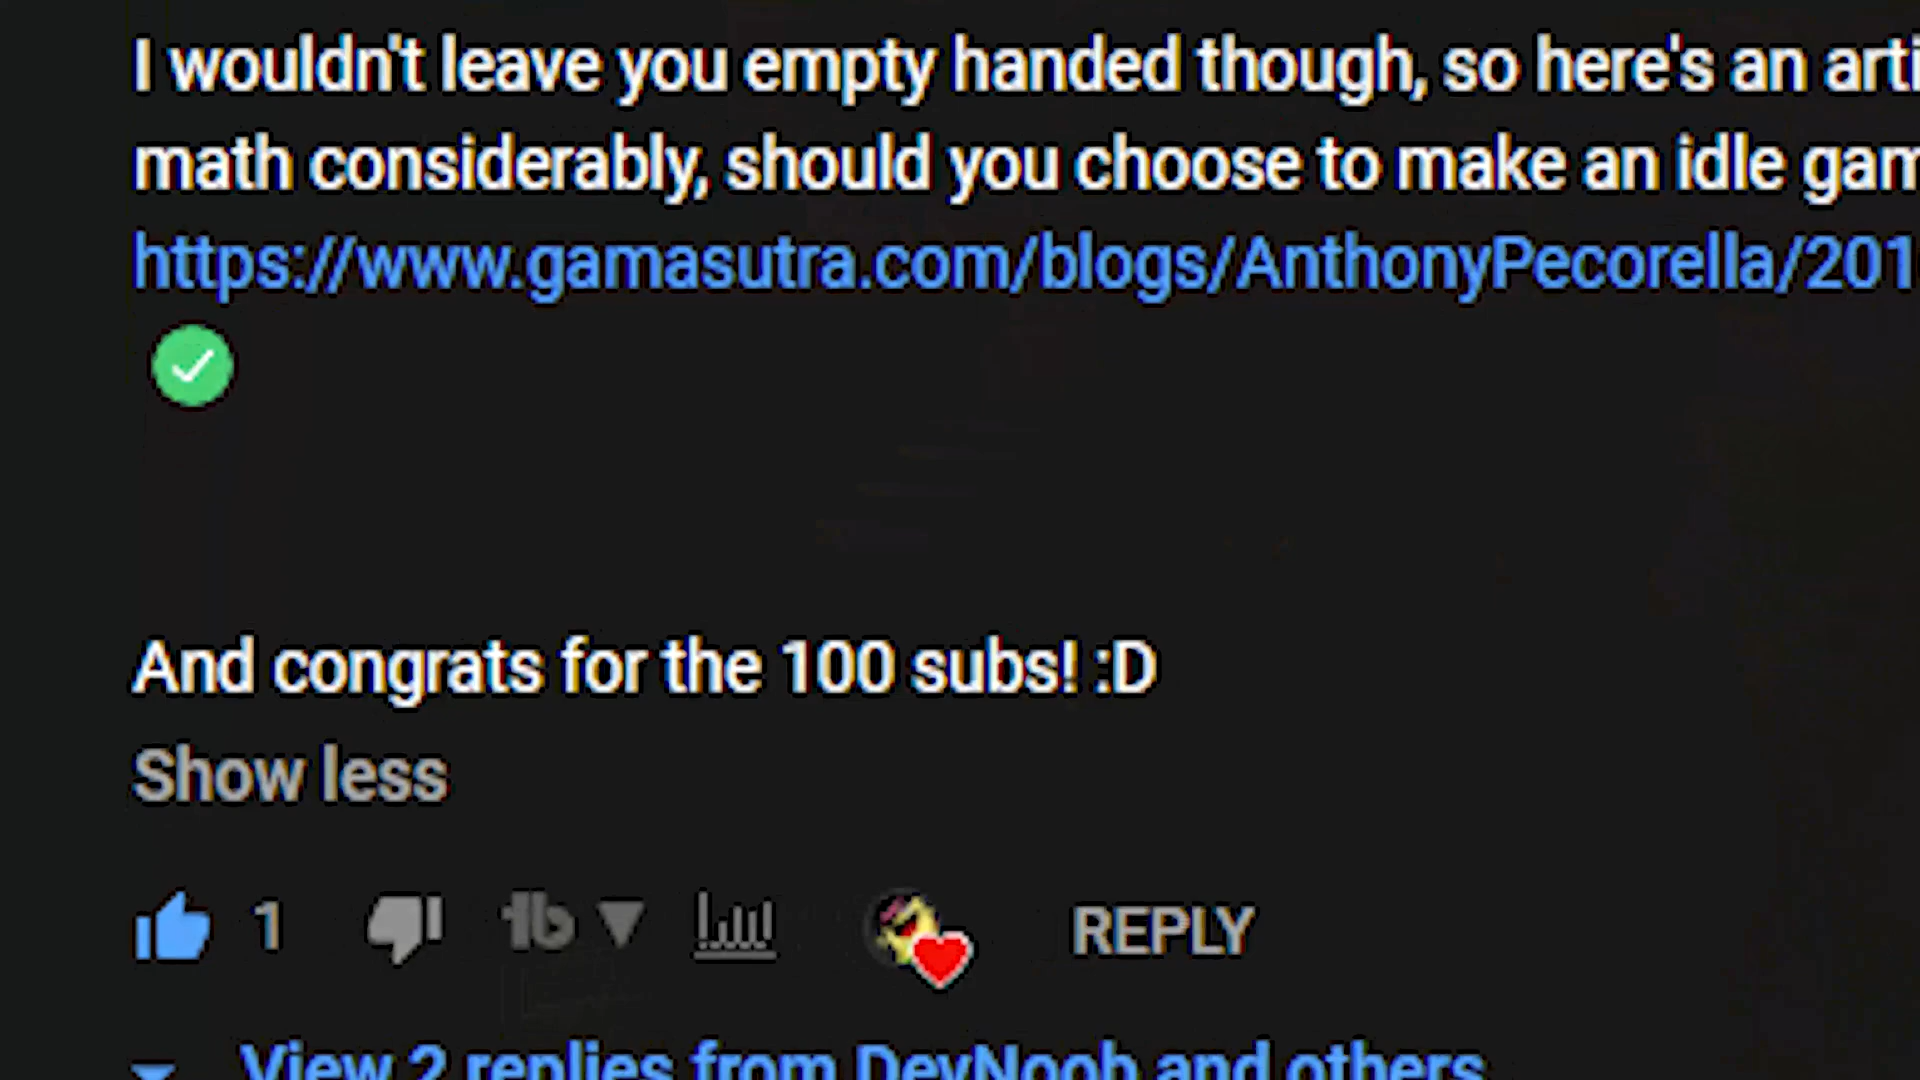 I wouldn't leave you empty handed though, so here's an arti
math considerably, should you choose to make an idle gam
https://www.gamasutra.com/blogs/AnthonyPecorella/201
And congrats for the 100 subs! :D
Show less
1 tb REPLY
View 2 replies from DevNoob and others